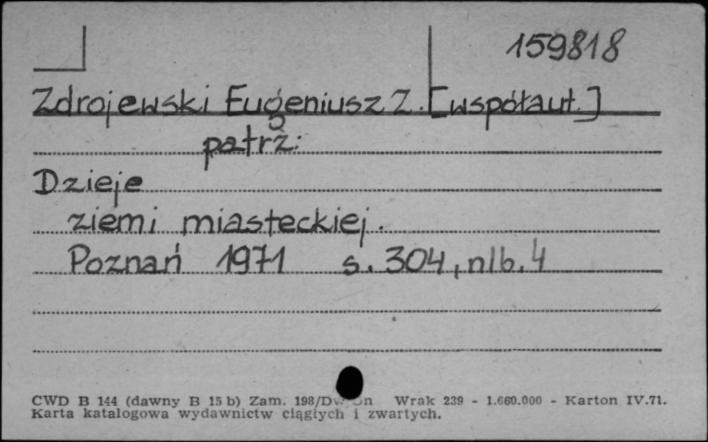 159818
Zdrojewski Eugeniusz Z. [współaut.]
patrz:
Dzieje
ziemi miasteckiej.
Poznań 1971 s. 304, nlb. 4
CWD B 144 (dawny B 15 b) Zam. 198/D Wrak 239 - 1.660.000 - Karton IV.71.
Karta katalogowa wydawnictw ciągłych i zwartych.